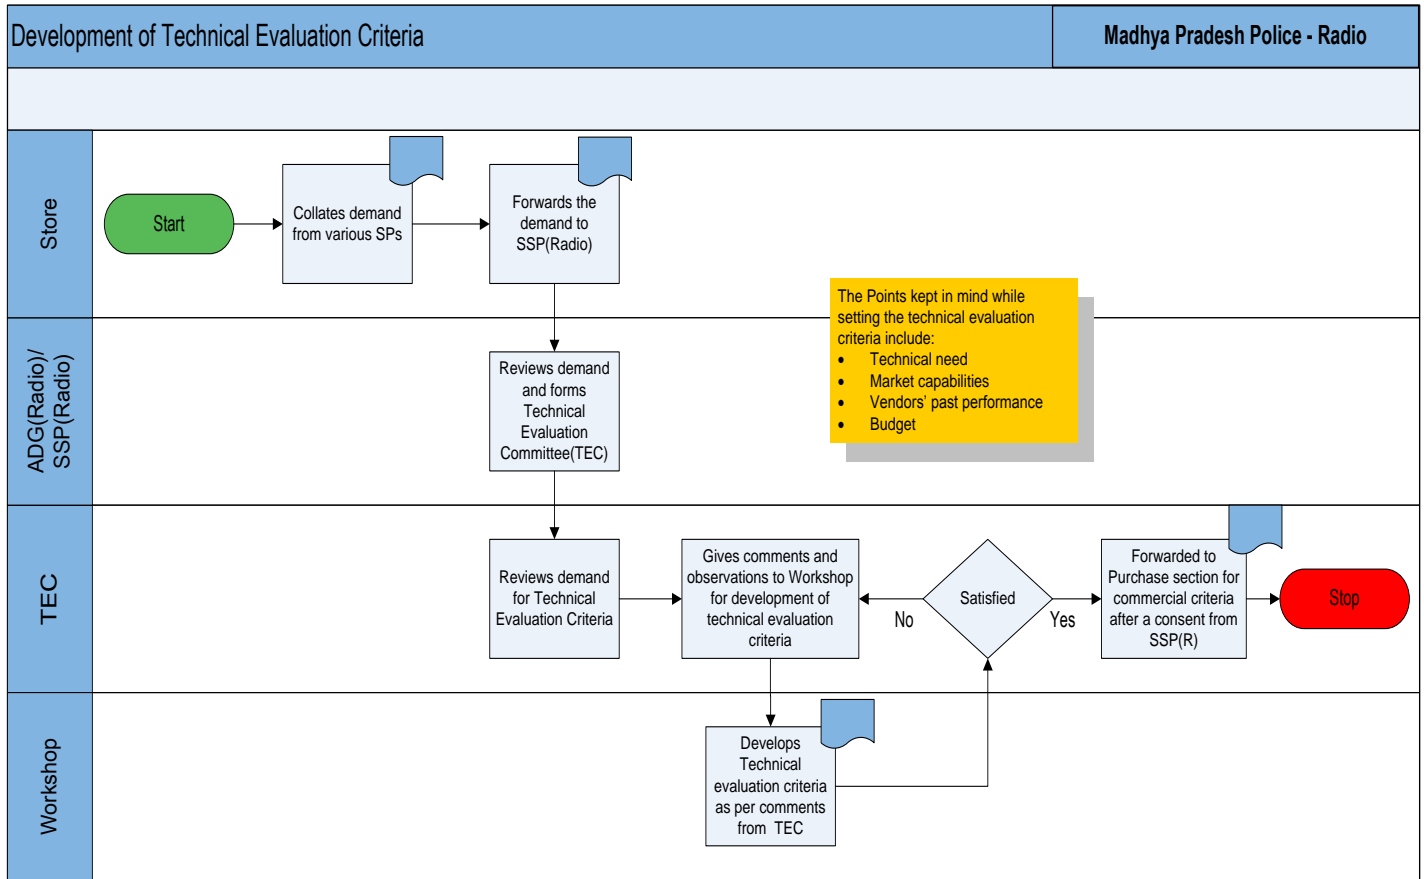 Development of Technical Evaluation Criteria
Madhya Pradesh Police - Radio
Store
Start
Collates demand
from various SPs
Forwards the
demand to
SSP(Radio)
The Points kept in mind while
setting the technical evaluation
criteria include:
• Technical need
• Market capabilities
• Vendors' past performance
• Budget
ADG(Radio)/
SSP(Radio)
Reviews demand
and forms
Technical
Evaluation
Committee(TEC)
TEC
Reviews demand
for Technical
Evaluation Criteria
Gives comments and
observations to Workshop
for development of
technical evaluation
criteria
No
Satisfied
Yes
Forwarded to
Purchase section for
commercial criteria
after a consent from
SSP(R)
Stop
Workshop
Develops
Technical
evaluation criteria
as per comments
from TEC